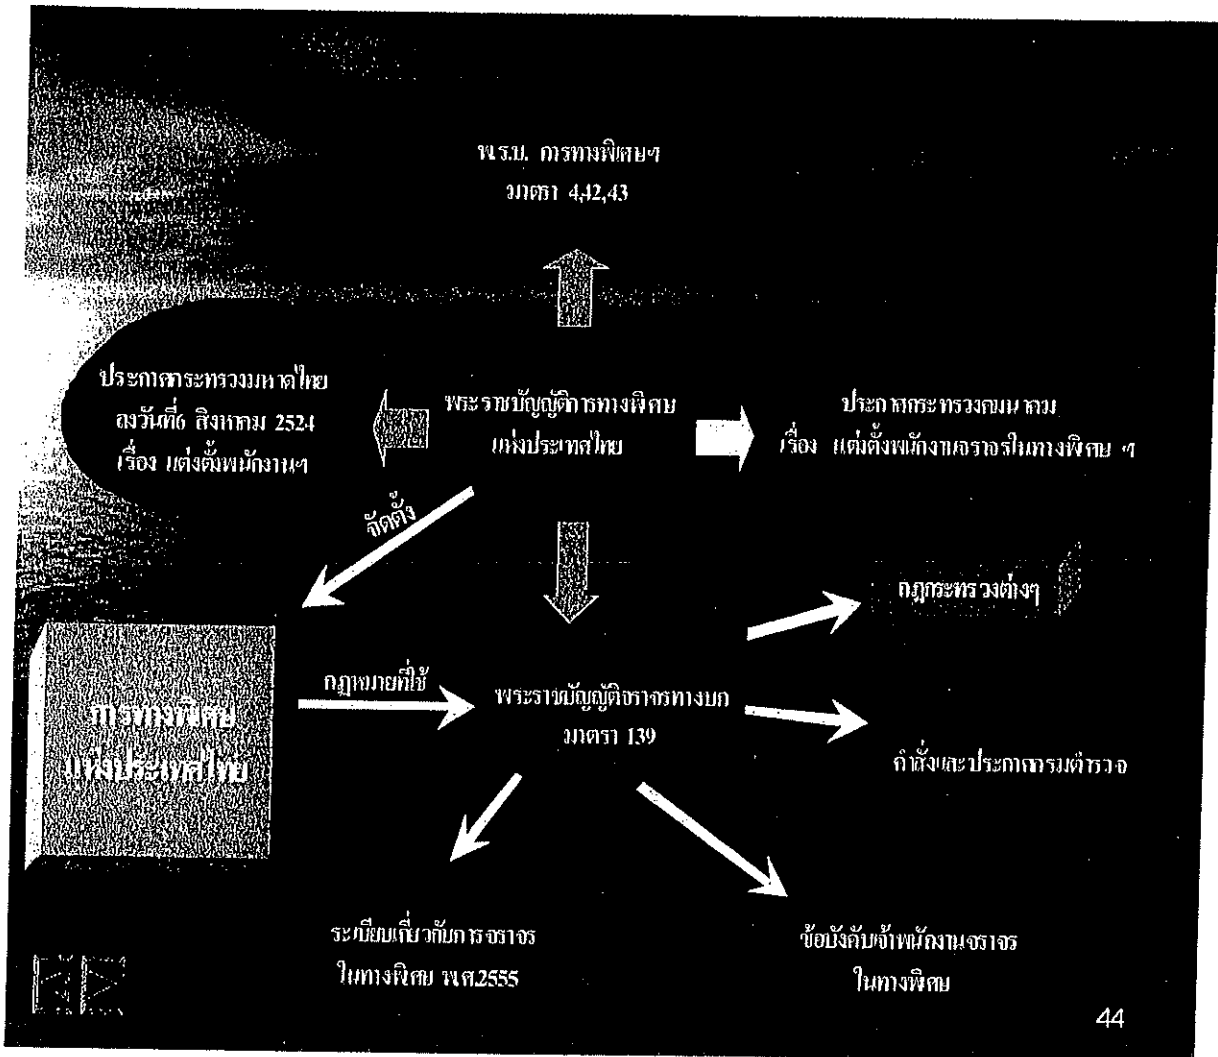 พ.ร.บ. การทางพิเศษฯ
มาตรา 4,42,43
ประกาศกระทรวงมหาดไทย
ลงวันที่6 สิงหาคม 2524
เรื่อง แต่งตั้งพนักงานฯ
พระราชบัญญัติการทางพิเศษ
แห่งประเทศไทย
ประกาศกระทรวงคมนาคม
เรื่อง แต่งตั้งพนักงานจราจรในทางพิเศษ ฯ
จัดตั้ง
กฎกระทรวงต่างๆ
การทางพิเศษ
แห่งประเทศไทย
กฎหมายที่ใช้
พระราชบัญญัติจราจรทางบก
มาตรา 139
คำสั่งและประกาศกรมตำรวจ
ระเบียบเกี่ยวกับการจราจร
ในทางพิเศษ พ.ศ.2555
ข้อบังคับเจ้าพนักงานจราจร
ในทางพิเศษ
44